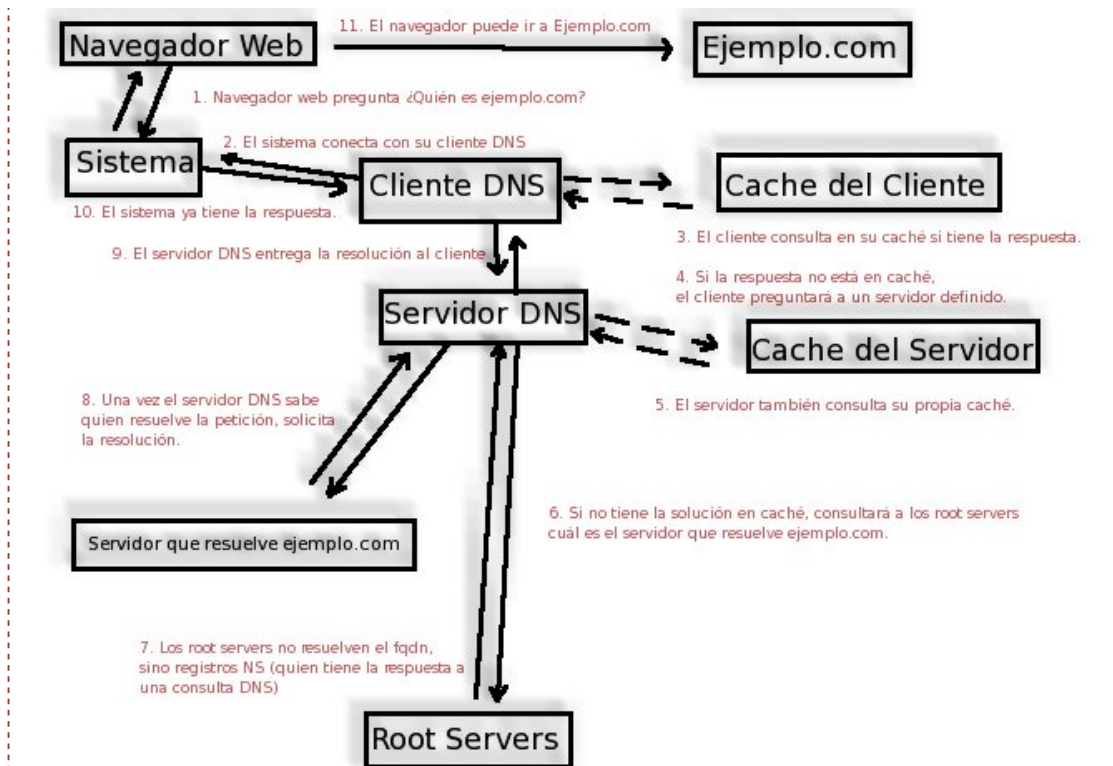 11. El navegador puede ir a Ejemplo.com
Navegador Web
Ejemplo.com
1. Navegador web pregunta ¿Quién es ejemplo.com?
2. El sistema conecta con su cliente DNS
Sistema
Cliente DNS
Cache del Cliente
10. El sistema ya tiene la respuesta.
3. El cliente consulta en su caché si tiene la respuesta.
9. El servidor DNS entrega la resolución al cliente
4. Si la respuesta no está en caché,
el cliente preguntará a un servidor definido.
Servidor DNS
Cache del Servidor
8. Una vez el servidor DNS sabe
quien resuelve la petición, solicita
la resolución.
5. El servidor también consulta su propia caché.
6. Si no tiene la solución en caché, consultará a los root servers
cuál es el servidor que resuelve ejemplo.com.
Servidor que resuelve ejemplo.com
7. Los root servers no resuelven el fqdn,
sino registros NS (quien tiene la respuesta a
una consulta DNS)
Root Servers